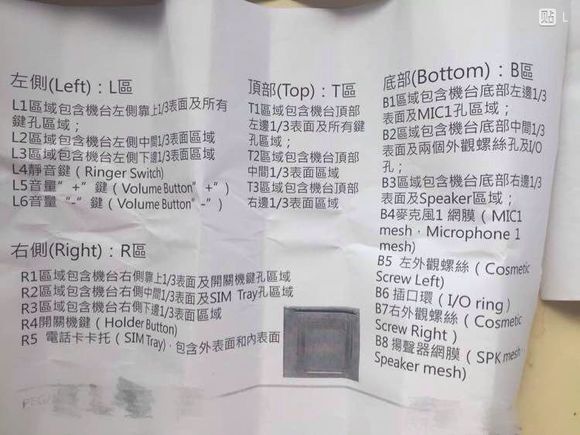 左側(Left)：L區
L1區域包含機台左側靠上1/3表面及所有
鍵孔區域；
L2區域包含機台左側中間1/3表面區域
L3區域包含機台左側下邊1/3表面區域
L4靜音鍵（Ringer Switch）
L5音量”+”鍵（Volume Button”+”）
L6音量”-”鍵（Volume Button”-”）
右側(Right)：R區
R1區域包含機台右側靠上1/3表面及開關機鍵孔區域
R2區域包含機台右側中間1/3表面及SIM Tray孔區域
R3區域包含機台右側下邊1/3表面區域
R4開關機鍵（Holder Button）
R5 電話卡卡托（SIM Tray)，包含外表面和內表面
頂部(Top)：T區
T1區域包含機台頂部
左邊1/3表面及所有鍵
孔區域；
T2區域包含機台頂部
中間1/3表面區域
T3區域包含機台頂部
右邊1/3表面區域
底部(Bottom)：B區
B1區域包含機台底部左邊1/3
表面及MIC1孔區域；
B2區域包含機台底部中間1/3
表面及兩個外觀螺絲孔及I/O
孔；
B3區域包含機台底部右邊1/3
表面及Speaker區域；
B4麥克風1 網膜（MIC1
mesh，Microphone 1
mesh)
B5 左外觀螺絲（Cosmetic
Screw Left)
B6 插口環（I/O ring）
B7右外觀螺絲（Cosmetic
Screw Right）
B8 揚聲器網膜（SPK mesh
Speaker mesh)
貼